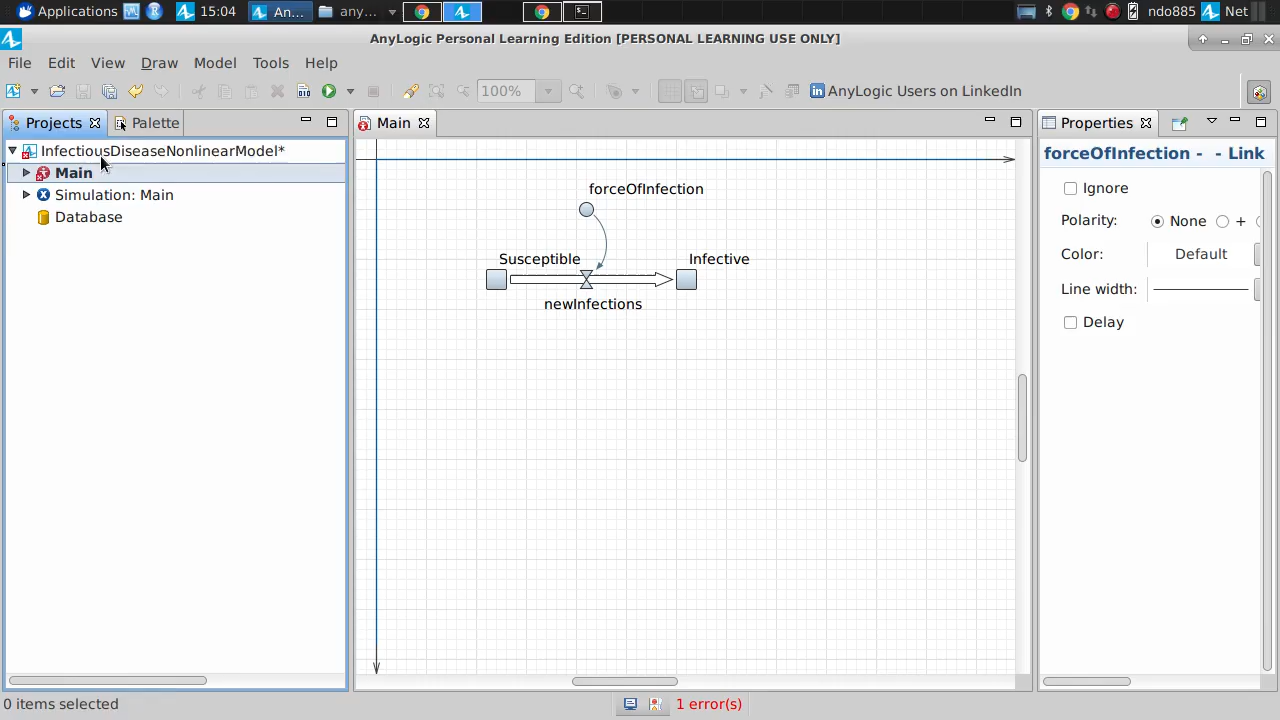 Applications 15:04 An... any... ndo885 Net
AnyLogic Personal Learning Edition [PERSONAL LEARNING USE ONLY]
File Edit View Draw Model Tools Help
100% AnyLogic Users on LinkedIn
Projects Palette Main Properties
InfectiousDiseaseNonlinearModel*
Main
Simulation: Main
Database
forceOfInfection
Susceptible Infective
newInfections
forceOfInfection - - Link
Ignore
Polarity: None +
Color: Default
Line width:
Delay
0 items selected 1 error(s)